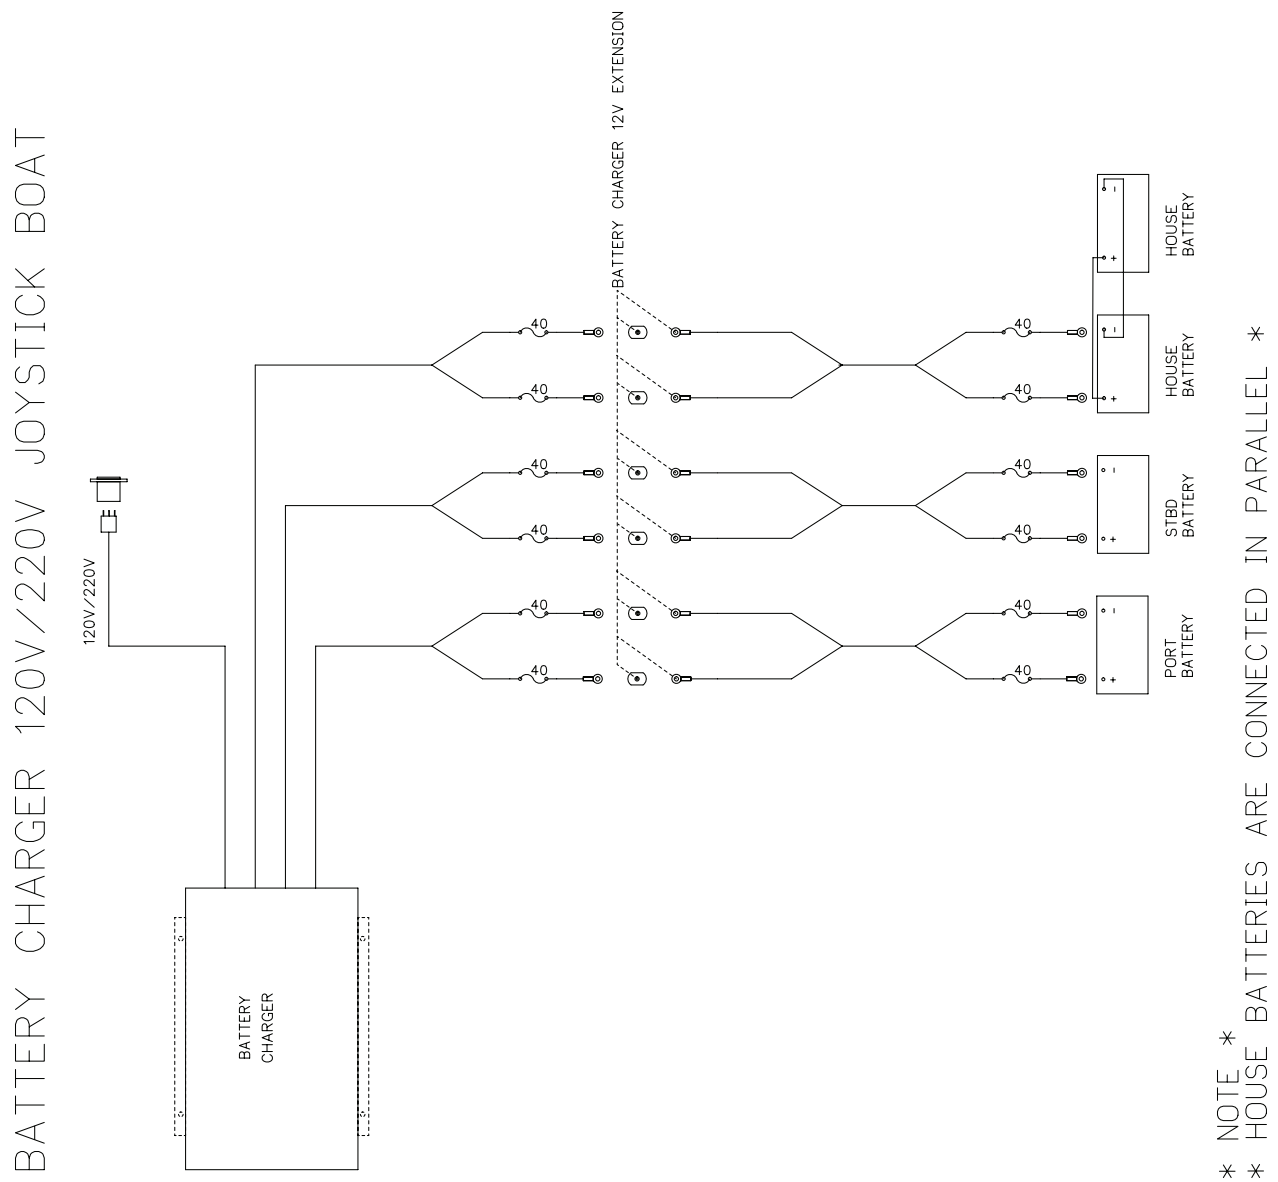 BATTERY CHARGER 120V/220V JOYSTICK BOAT
120V/220V
BATTERY
CHARGER
40
40
40
40
40
40
BATTERY CHARGER 12V EXTENSION
40
40
40
40
40
40
+ -
+ -
+ -
+ -
PORT
BATTERY
STBD
BATTERY
HOUSE
BATTERY
HOUSE
BATTERY
* NOTE *
* HOUSE BATTERIES ARE CONNECTED IN PARALLEL *